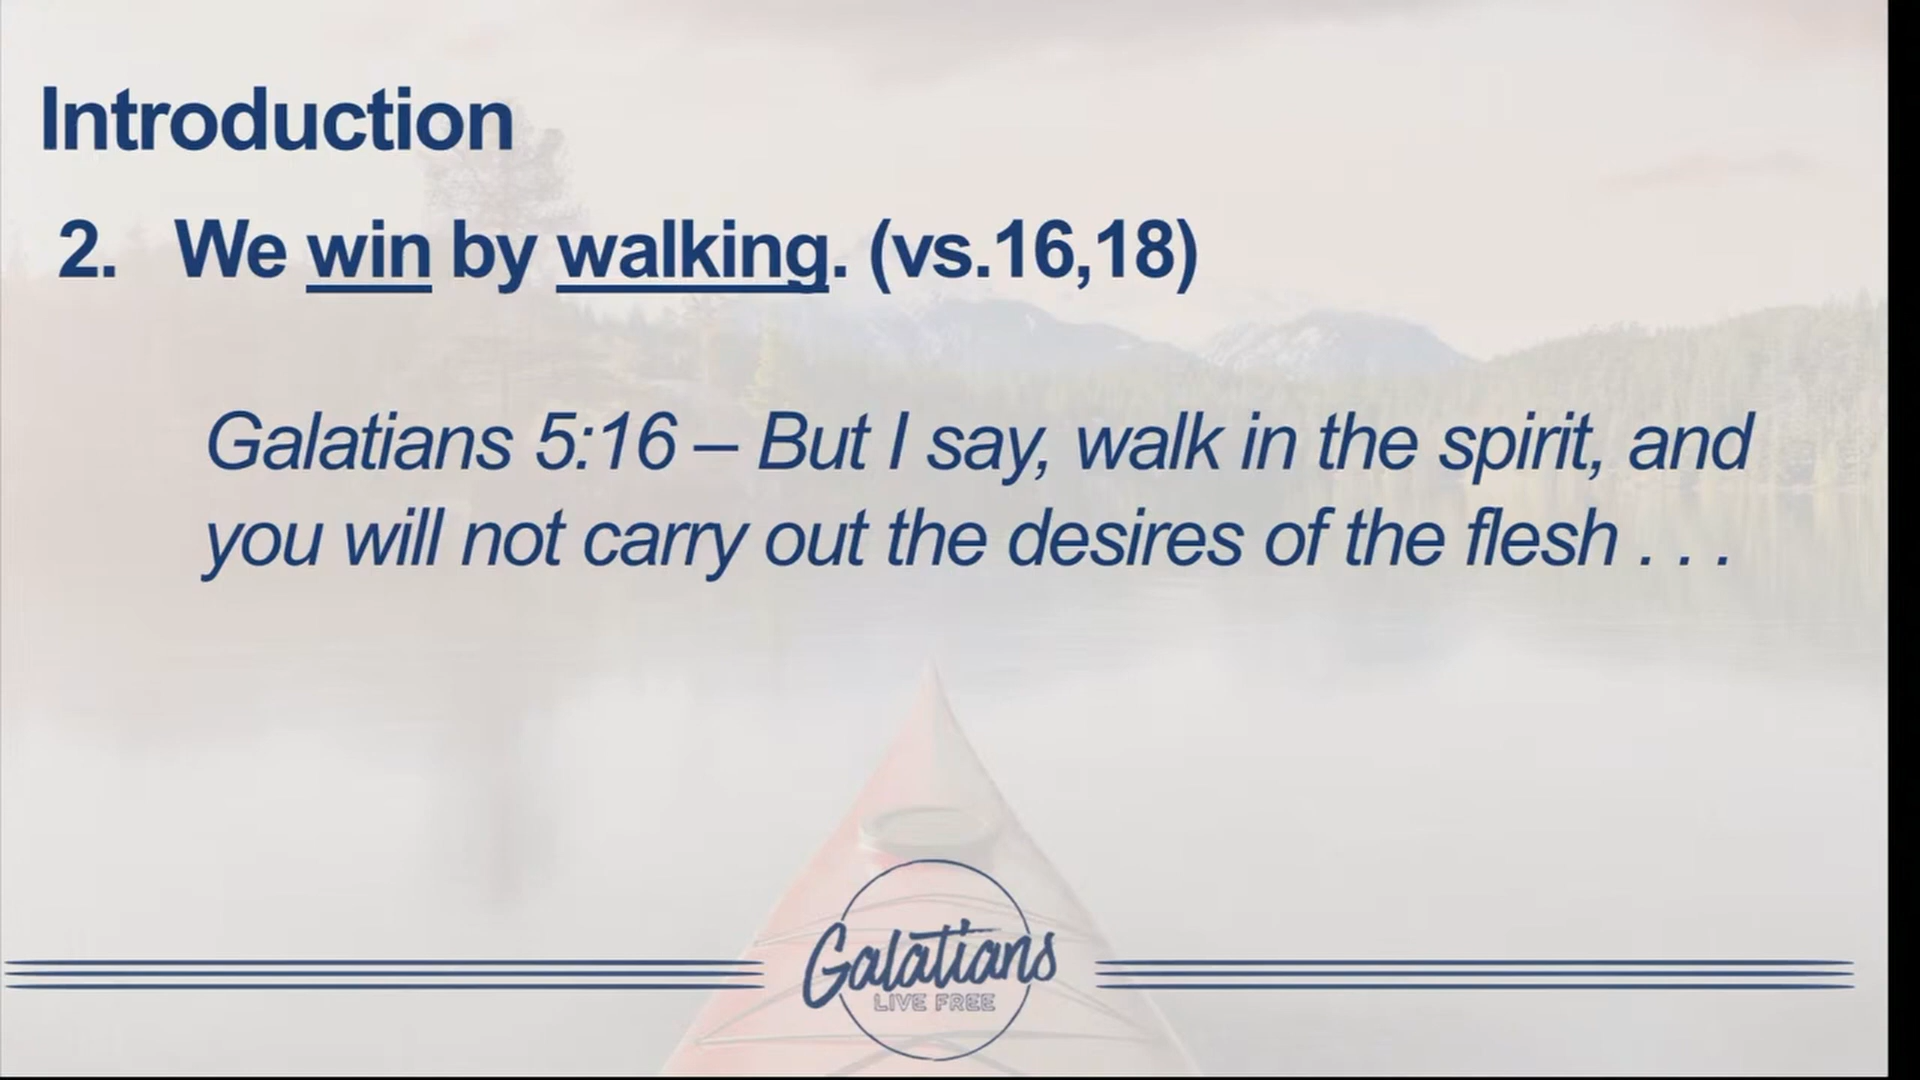 Introduction
2. We win by walking. (vs.16,18)
Galatians 5:16 – But I say, walk in the spirit, and
you will not carry out the desires of the flesh . . .
Galatians
LIVE FREE